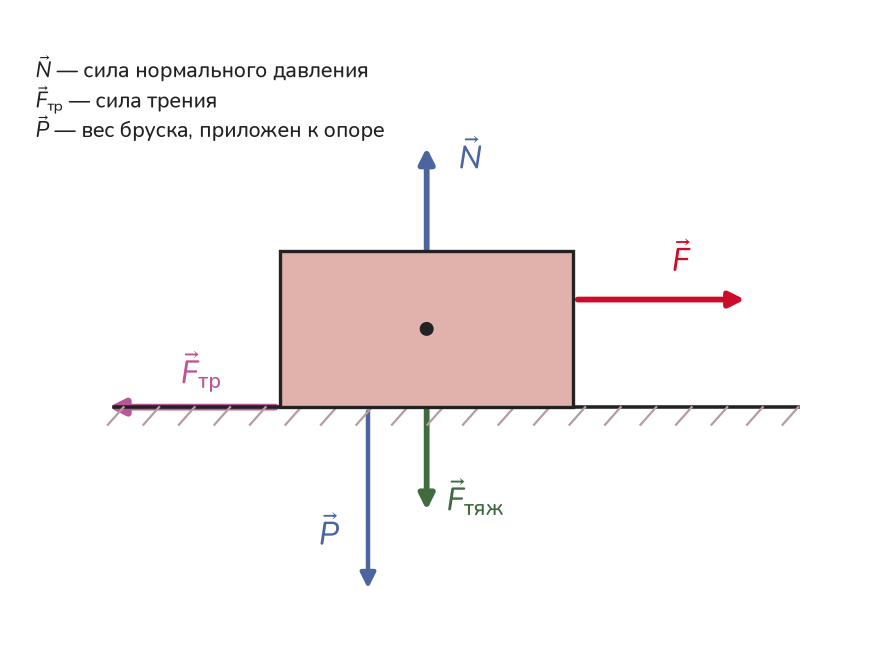 N⃗ — сила нормального давления
F⃗тр — сила трения
P⃗ — вес бруска, приложен к опоре
N⃗
F⃗
F⃗тр
F⃗тяж
P⃗